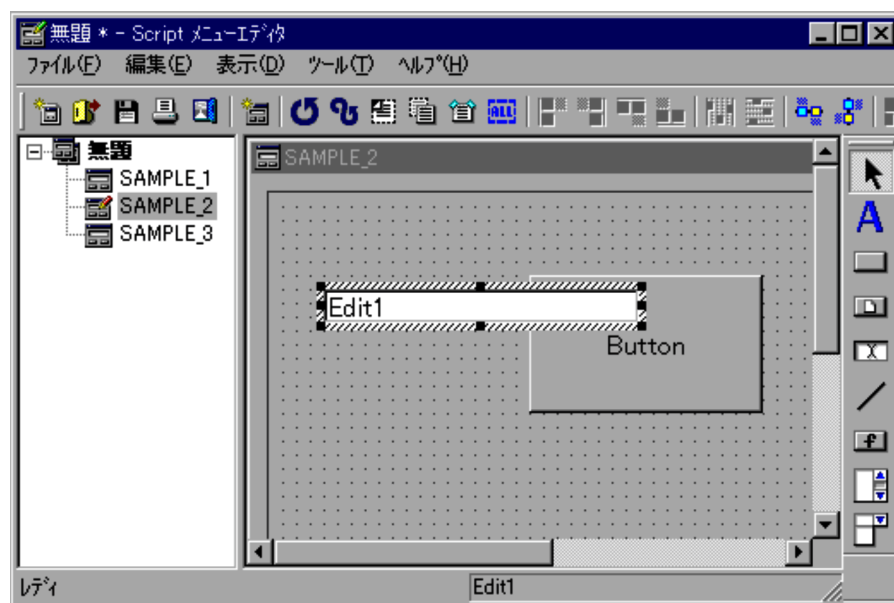 無題 * - Script ﾒﾆｭｰｴﾃﾞｨﾀ
ﾌｧｲﾙ(F) 編集(E) 表示(D) ﾂｰﾙ(T) ﾍﾙﾌﾟ(H)
ALL
無題
SAMPLE_1
SAMPLE_2
SAMPLE_3
SAMPLE_2
Edit1
Button
A
X
f
ﾚﾃﾞｨ
Edit1